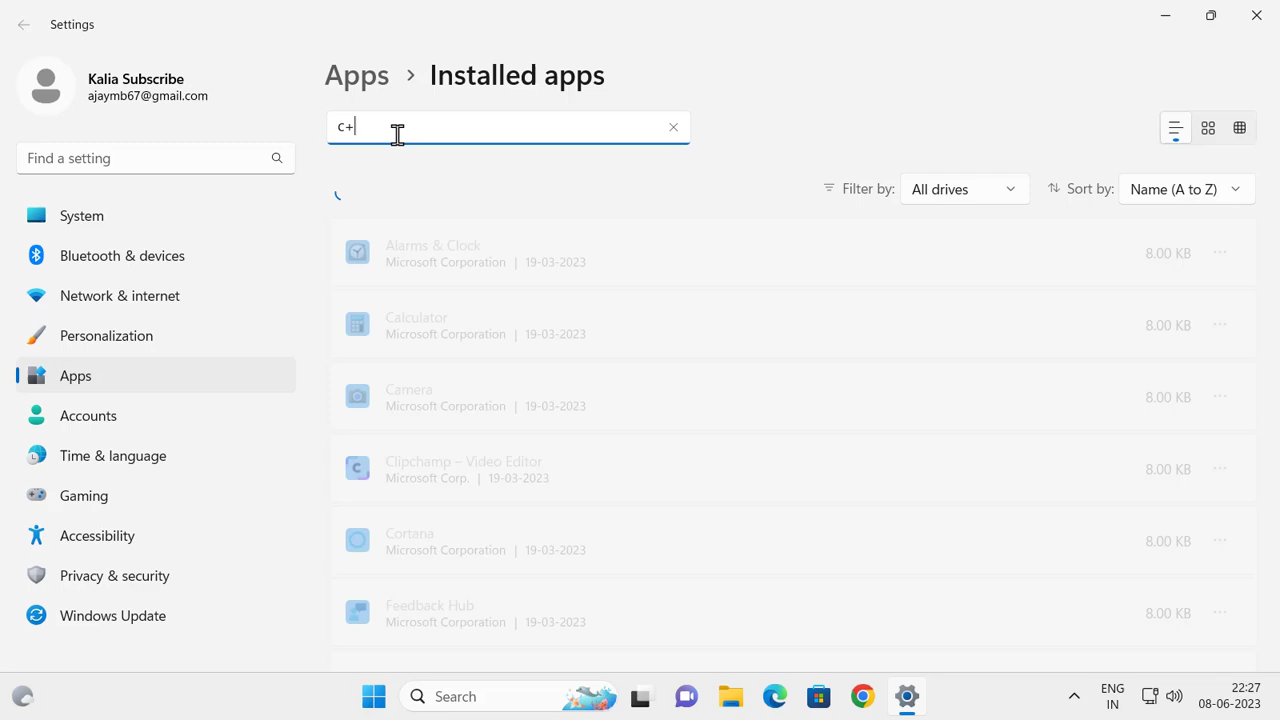 Settings
Kalia Subscribe
ajaymb67@gmail.com
Find a setting
System
Bluetooth & devices
Network & internet
Personalization
Apps
Accounts
Time & language
Gaming
Accessibility
Privacy & security
Windows Update
Apps > Installed apps
c+
Filter by: All drives
Sort by: Name (A to Z)
Alarms & Clock
Microsoft Corporation | 19-03-2023
8.00 KB
Calculator
Microsoft Corporation | 19-03-2023
8.00 KB
Camera
Microsoft Corporation | 19-03-2023
8.00 KB
Clipchamp – Video Editor
Microsoft Corp. | 19-03-2023
8.00 KB
Cortana
Microsoft Corporation | 19-03-2023
8.00 KB
Feedback Hub
Microsoft Corporation | 19-03-2023
8.00 KB
Search
ENG
IN
22:27
08-06-2023